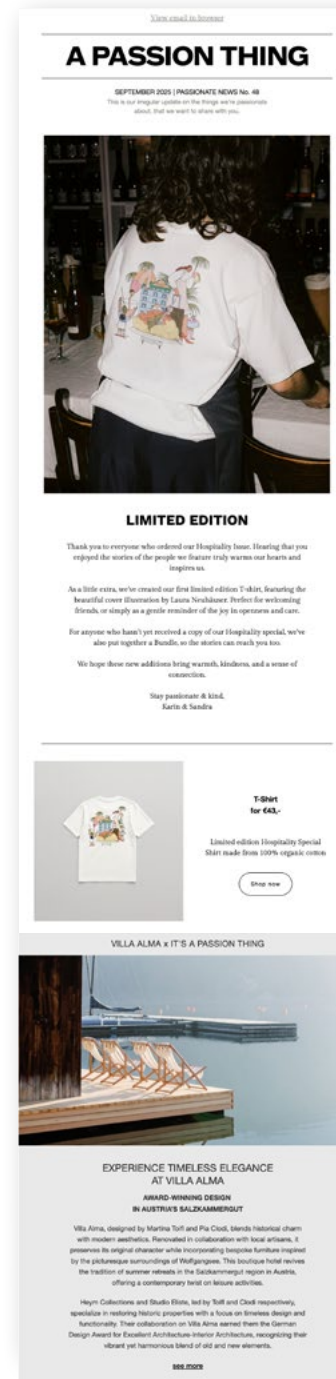 View email in browser
A PASSION THING
SEPTEMBER 2025 | PASSIONATE NEWS No. 48
This is our irregular update on the things we're passionate
about, that we want to share with you.
LIMITED EDITION
Thank you to everyone who ordered our Hospitality Issue. Hearing that you
enjoyed the stories of the people we feature truly warms our hearts and
inspires us.
As a little extra, we've created our first limited edition T-shirt, featuring the
beautiful cover illustration by Laura Neuhäuser. Perfect for welcoming
friends, or simply as a gentle reminder of the joy in openness and care.
For anyone who hasn't yet received a copy of our Hospitality special, we've
also put together a Bundle, so the stories can reach you too.
We hope these new additions bring warmth, kindness, and a sense of
connection.
Stay passionate & kind,
Karin & Sandra
T-Shirt
for €43,-
Limited edition Hospitality Special
Shirt made from 100% organic cotton
Shop now
VILLA ALMA x IT'S A PASSION THING
EXPERIENCE TIMELESS ELEGANCE
AT VILLA ALMA
AWARD-WINNING DESIGN
IN AUSTRIA'S SALZKAMMERGUT
Villa Alma, designed by Martina Toifl and Pia Clodi, blends historical charm
with modern aesthetics. Renovated in collaboration with local artisans, it
preserves its original character while incorporating bespoke furniture inspired
by the picturesque surroundings of Wolfgangsee. This boutique hotel revives
the tradition of summer retreats in the Salzkammergut region in Austria,
offering a contemporary twist on leisure activities.
Heym Collections and Studio Eliste, led by Toifl and Clodi respectively,
specialize in restoring historic properties with a focus on timeless design and
functionality. Their collaboration on Villa Alma earned them the German
Design Award for Excellent Architecture-Interior Architecture, recognizing their
vibrant yet harmonious blend of old and new elements.
see more